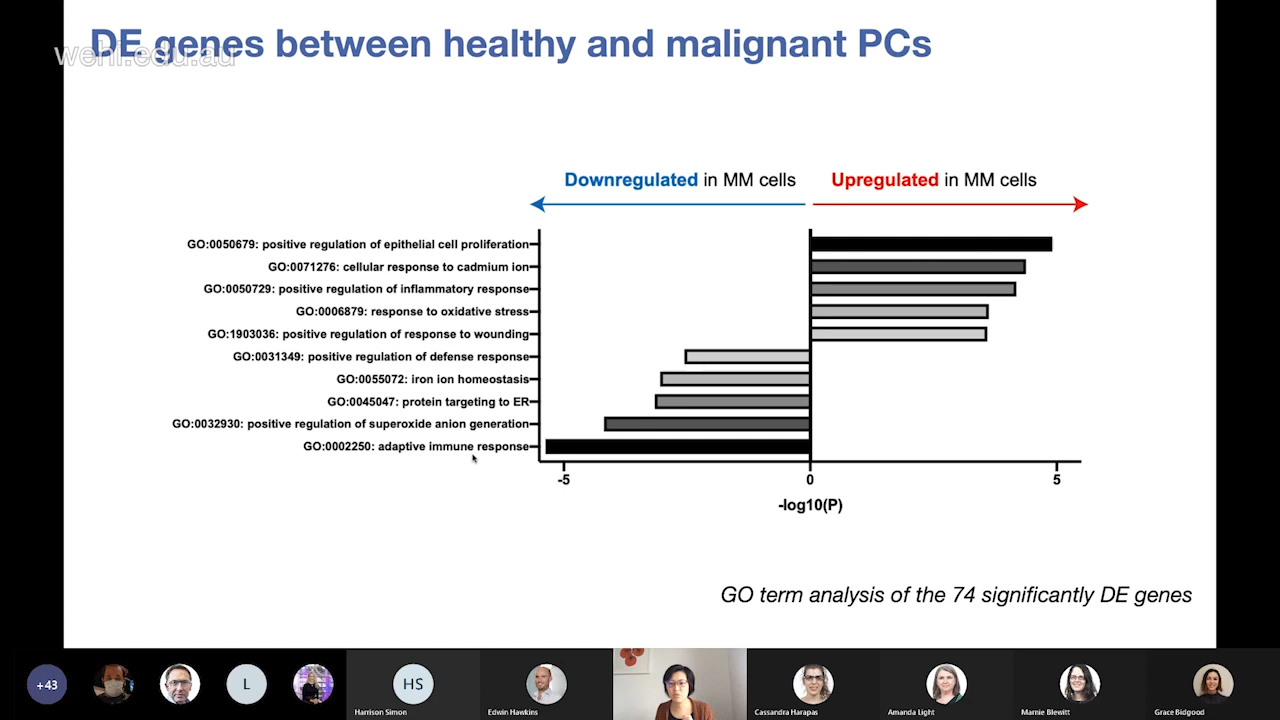 DE genes between healthy and malignant PCs
wehi.edu.au
Downregulated in MM cells
Upregulated in MM cells
GO:0050679: positive regulation of epithelial cell proliferation
GO:0071276: cellular response to cadmium ion
GO:0050729: positive regulation of inflammatory response
GO:0006879: response to oxidative stress
GO:1903036: positive regulation of response to wounding
GO:0031349: positive regulation of defense response
GO:0055072: iron ion homeostasis
GO:0045047: protein targeting to ER
GO:0032930: positive regulation of superoxide anion generation
GO:0002250: adaptive immune response
-5
0
5
-log10(P)
GO term analysis of the 74 significantly DE genes
+43
L
HS
Harrison Simon
Edwin Hawkins
Cassandra Harapas
Amanda Light
Marnie Blewitt
Grace Bidgood